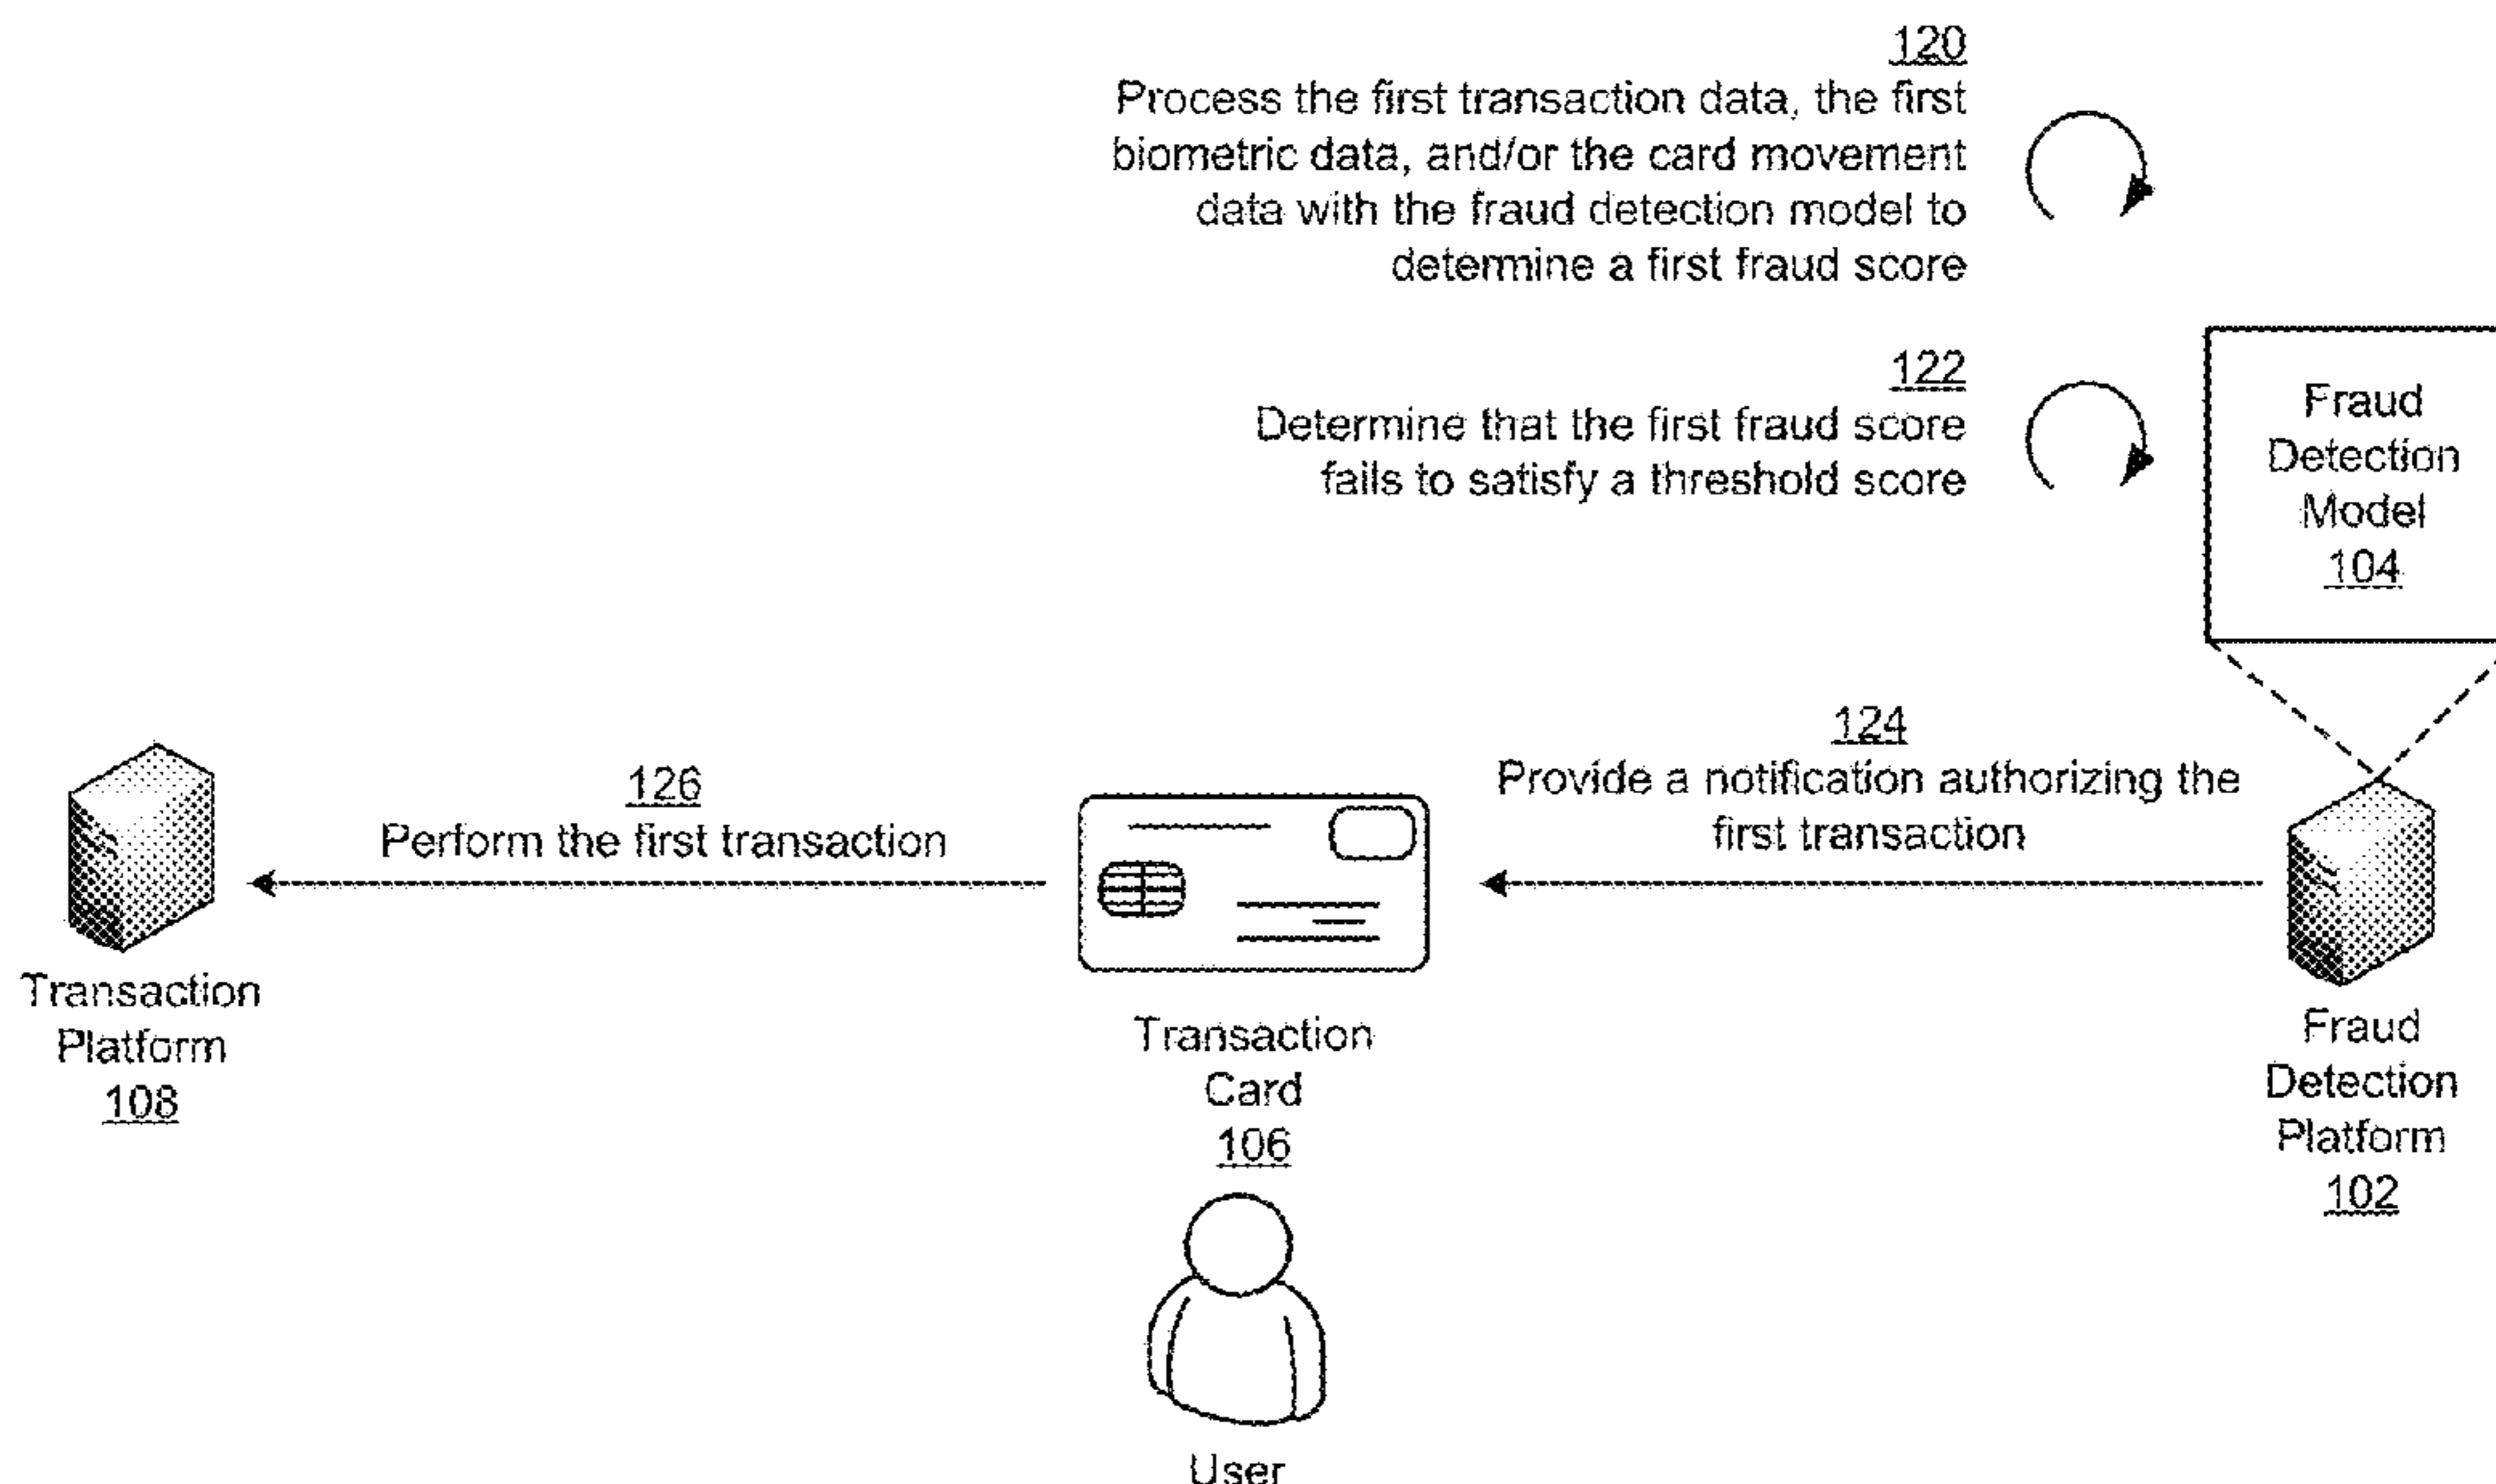 120
Process the first transaction data, the first
biometric data, and/or the card movement
data with the fraud detection model to
determine a first fraud score
122
Determine that the first fraud score
fails to satisfy a threshold score
Fraud
Detection
Model
104
124
Provide a notification authorizing the
first transaction
126
Perform the first transaction
Transaction
Platform
108
Transaction
Card
106
Fraud
Detection
Platform
102
User